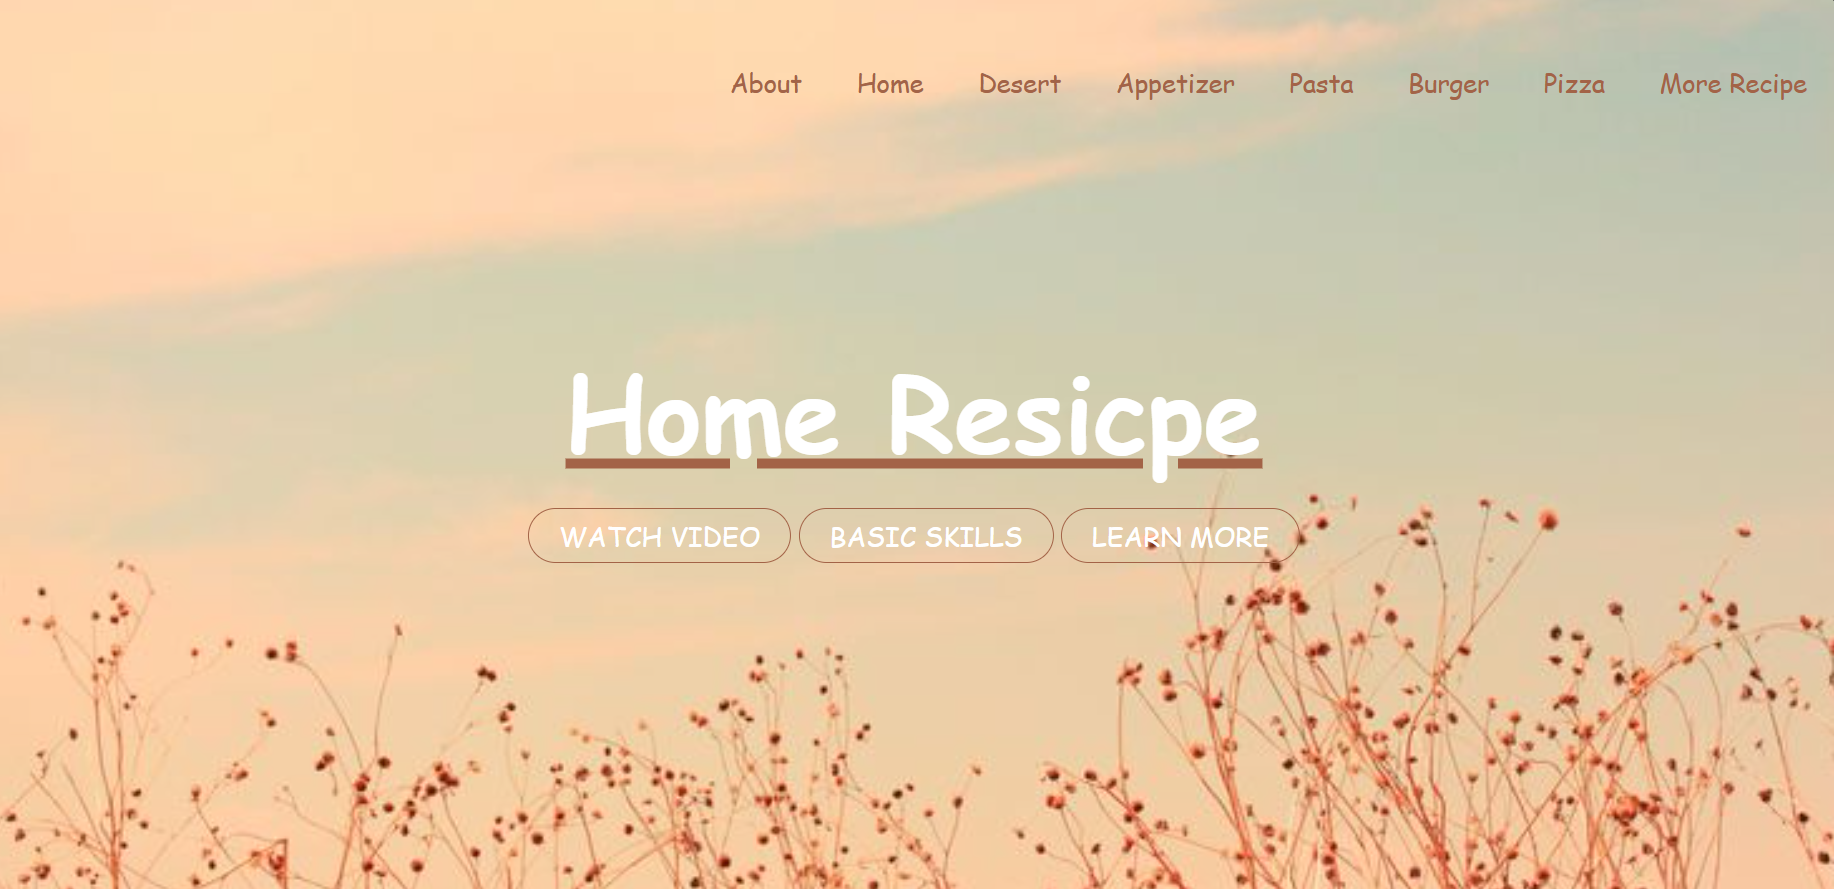 About Home Desert Appetizer Pasta Burger Pizza More Recipe
Home Resicpe
WATCH VIDEO BASIC SKILLS LEARN MORE